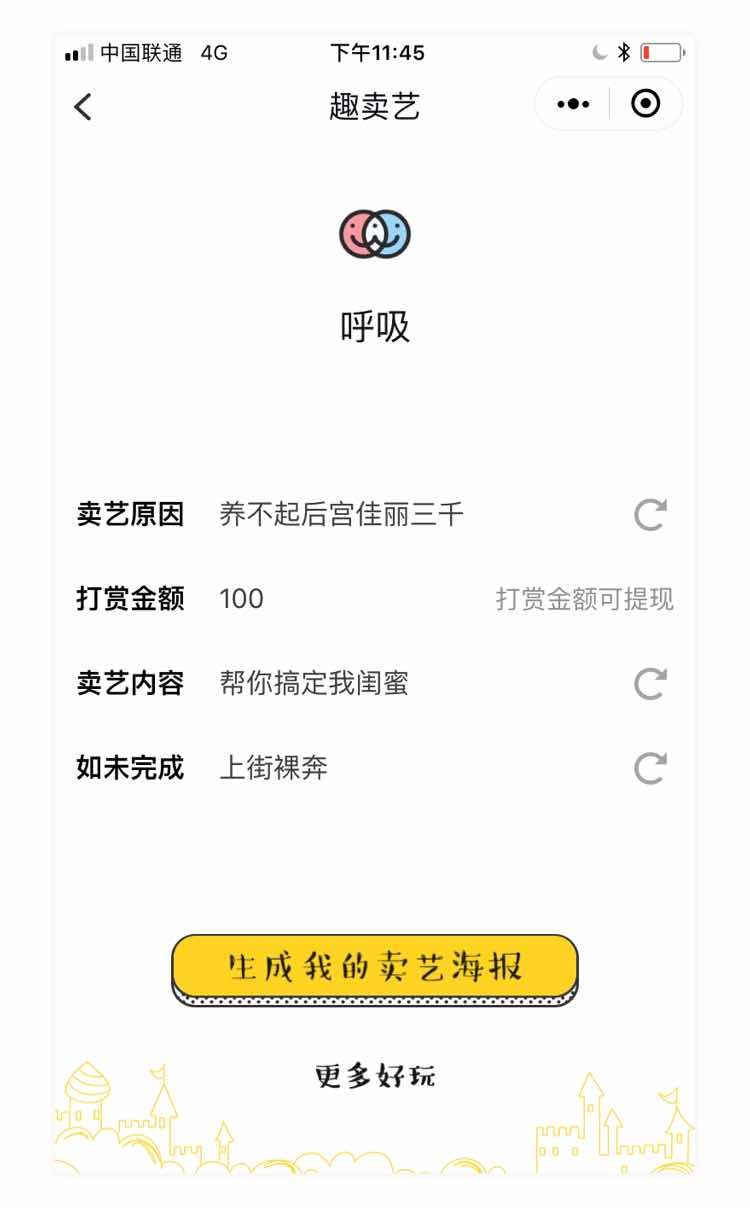 中国联通 4G 下午11:45
趣卖艺
呼吸
卖艺原因 养不起后宫佳丽三千
打赏金额 100 打赏金额可提现
卖艺内容 帮你搞定我闺蜜
如未完成 上街裸奔
生成我的卖艺海报
更多好玩